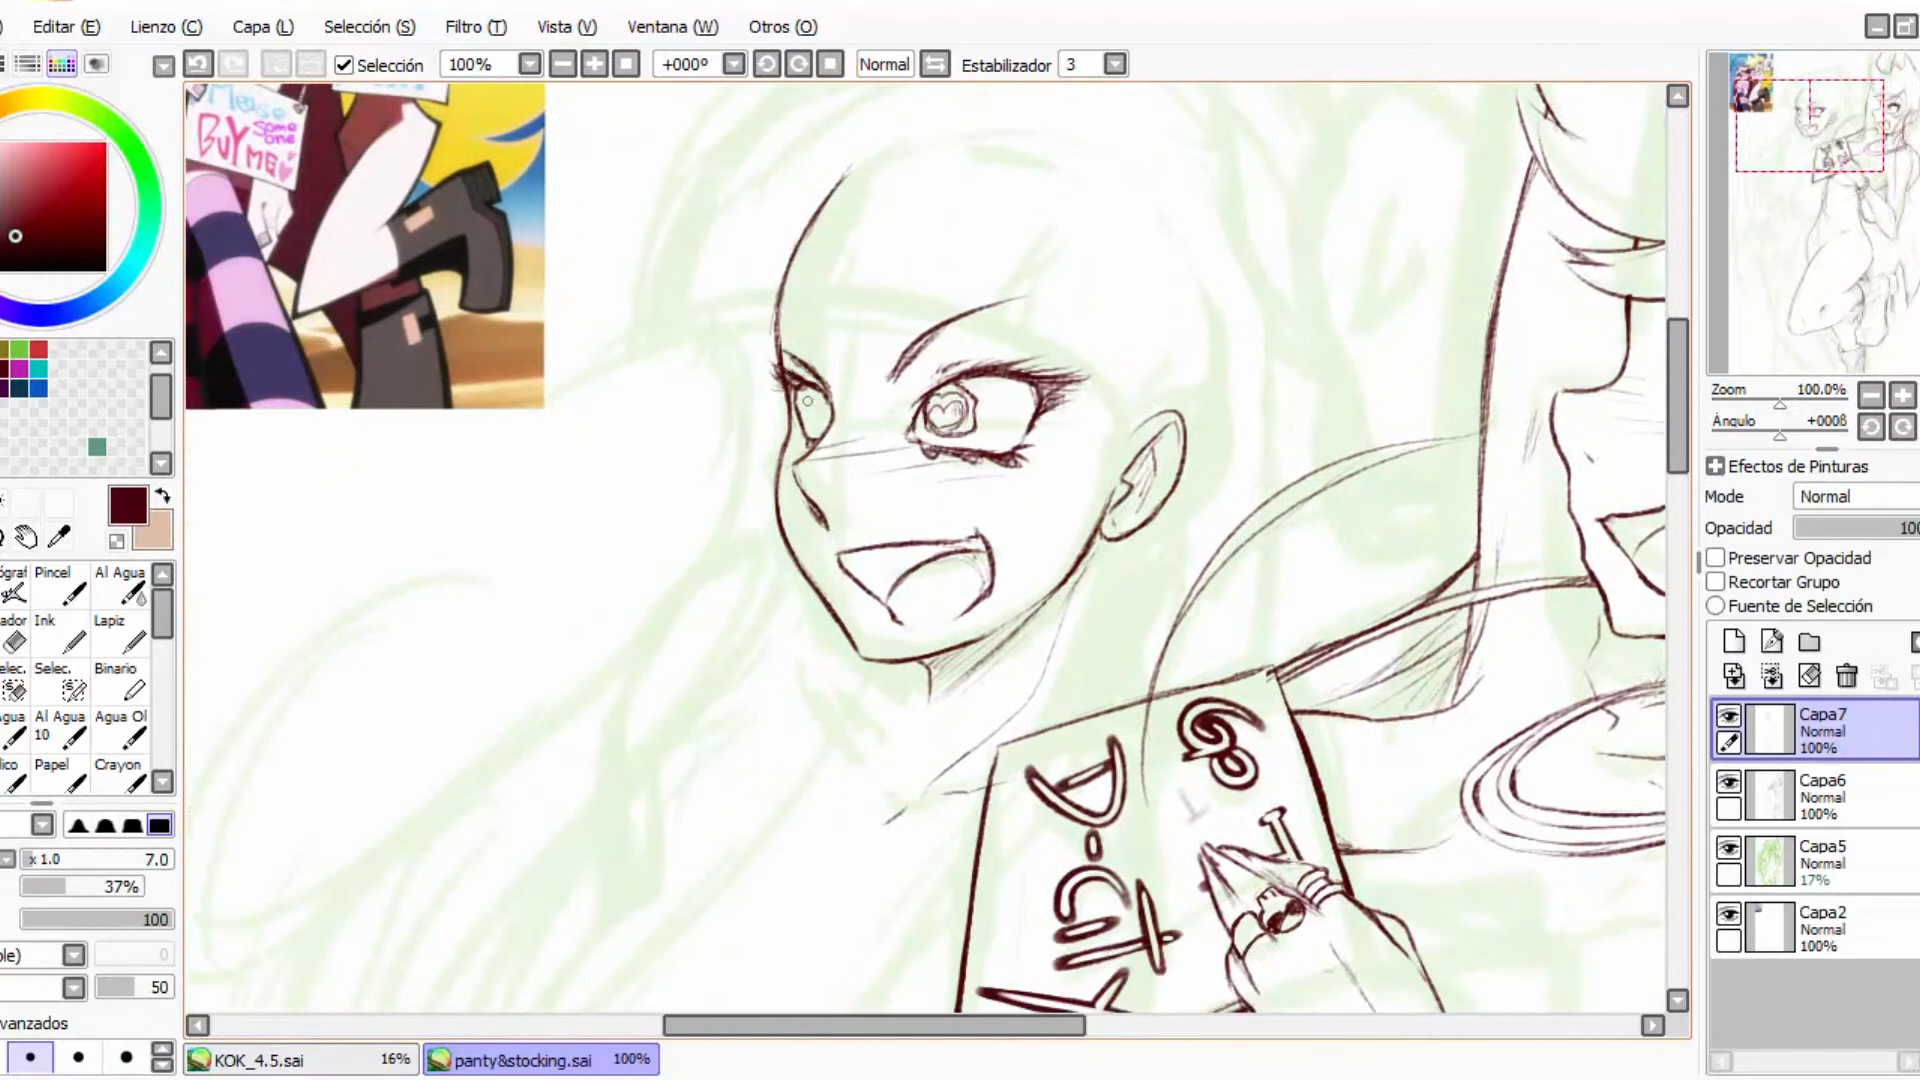 Editar (E) Lienzo (C) Capa (L) Selección (S) Filtro (T) Vista (V) Ventana (W) Otros (O)
Selección 100% +000º Normal Estabilizador 3
Please
BUY some
one
ME
Zoom 100.0%
Ángulo +000ß
Efectos de Pinturas
Mode Normal
Opacidad 100
Preservar Opacidad
Recortar Grupo
Fuente de Selección
Pincel Al Agua
Ink Lapiz
Selec. Binario
Al Agua 10 Agua Ol
Papel Crayon
x 1.0 7.0
37%
100
0
50
Capa7
Normal
100%
Capa6
Normal
100%
Capa5
Normal
17%
Capa2
Normal
100%
KOK_4.5.sai 16% panty&stocking.sai 100%